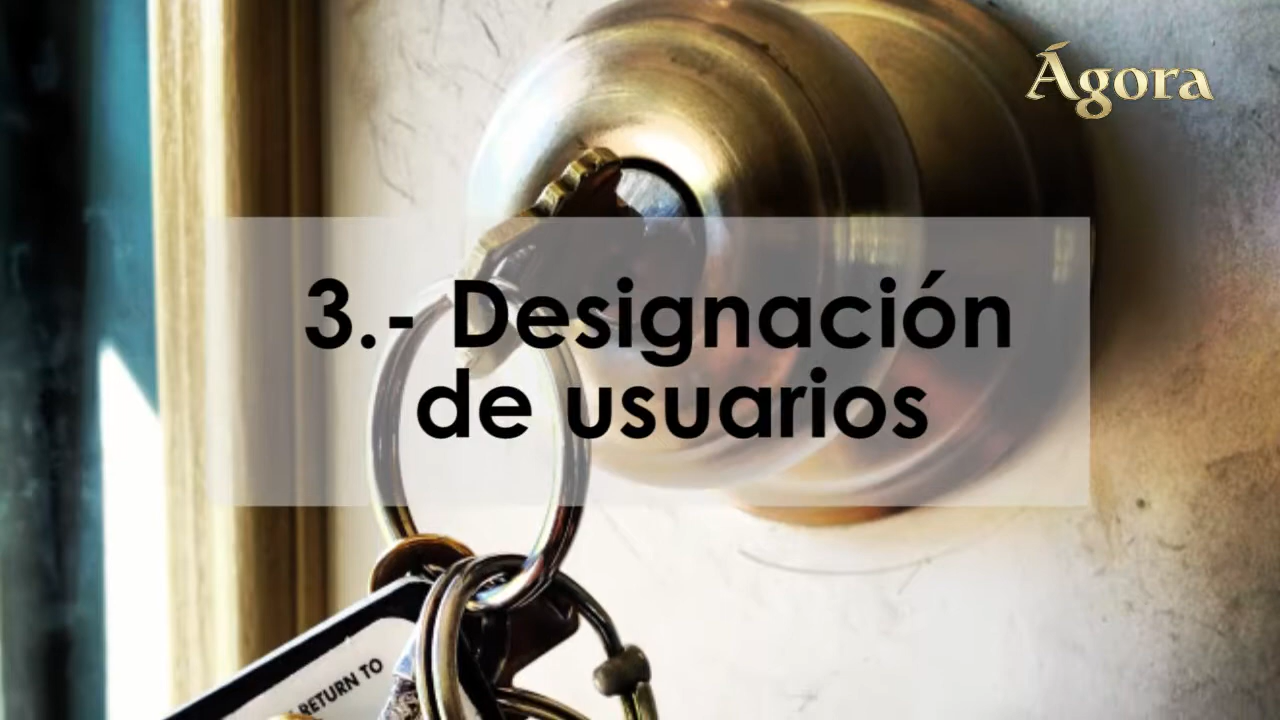 Ágora
3.- Designación
de usuarios
RETURN TO